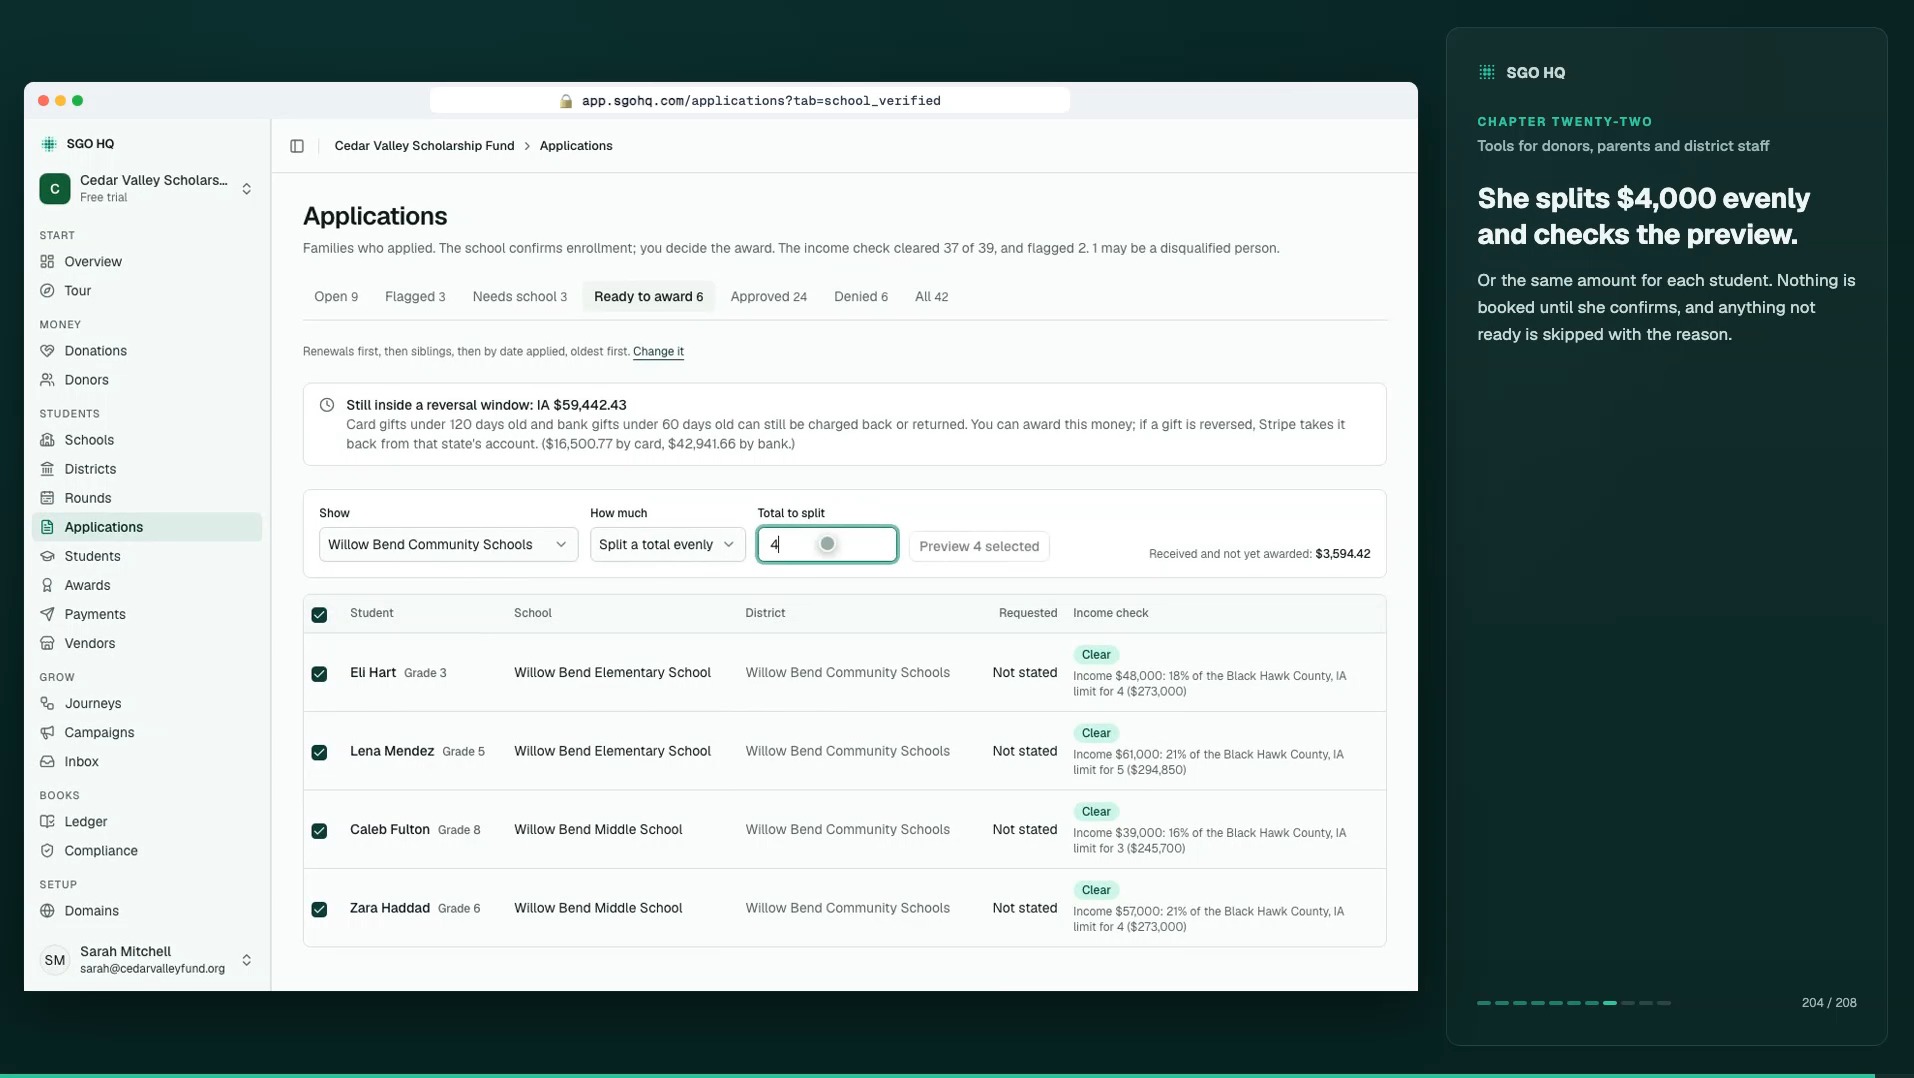 app.sgohq.com/applications?tab=school_verified
SGO HQ
C
Cedar Valley Scholars...
Free trial
START
Overview
Tour
MONEY
Donations
Donors
STUDENTS
Schools
Districts
Rounds
Applications
Students
Awards
Payments
Vendors
GROW
Journeys
Campaigns
Inbox
BOOKS
Ledger
Compliance
SETUP
Domains
SM
Sarah Mitchell
sarah@cedarvalleyfund.org
Cedar Valley Scholarship Fund > Applications
Applications
Families who applied. The school confirms enrollment; you decide the award. The income check cleared 37 of 39, and flagged 2. 1 may be a disqualified person.
Open 9 Flagged 3 Needs school 3 Ready to award 6 Approved 24 Denied 6 All 42
Renewals first, then siblings, then by date applied, oldest first. Change it
Still inside a reversal window: IA $59,442.43
Card gifts under 120 days old and bank gifts under 60 days old can still be charged back or returned. You can award this money; if a gift is reversed, Stripe takes it
back from that state's account. ($16,500.77 by card, $42,941.66 by bank.)
Show How much Total to split
Willow Bend Community Schools Split a total evenly 4 Preview 4 selected Received and not yet awarded: $3,594.42
Student School District Requested Income check
Eli Hart Grade 3 Willow Bend Elementary School Willow Bend Community Schools Not stated Clear
Income $48,000: 18% of the Black Hawk County, IA
limit for 4 ($273,000)
Lena Mendez Grade 5 Willow Bend Elementary School Willow Bend Community Schools Not stated Clear
Income $61,000: 21% of the Black Hawk County, IA
limit for 5 ($294,850)
Caleb Fulton Grade 8 Willow Bend Middle School Willow Bend Community Schools Not stated Clear
Income $39,000: 16% of the Black Hawk County, IA
limit for 3 ($245,700)
Zara Haddad Grade 6 Willow Bend Middle School Willow Bend Community Schools Not stated Clear
Income $57,000: 21% of the Black Hawk County, IA
limit for 4 ($273,000)
SGO HQ
CHAPTER TWENTY-TWO
Tools for donors, parents and district staff
She splits $4,000 evenly
and checks the preview.
Or the same amount for each student. Nothing is
booked until she confirms, and anything not
ready is skipped with the reason.
204 / 208